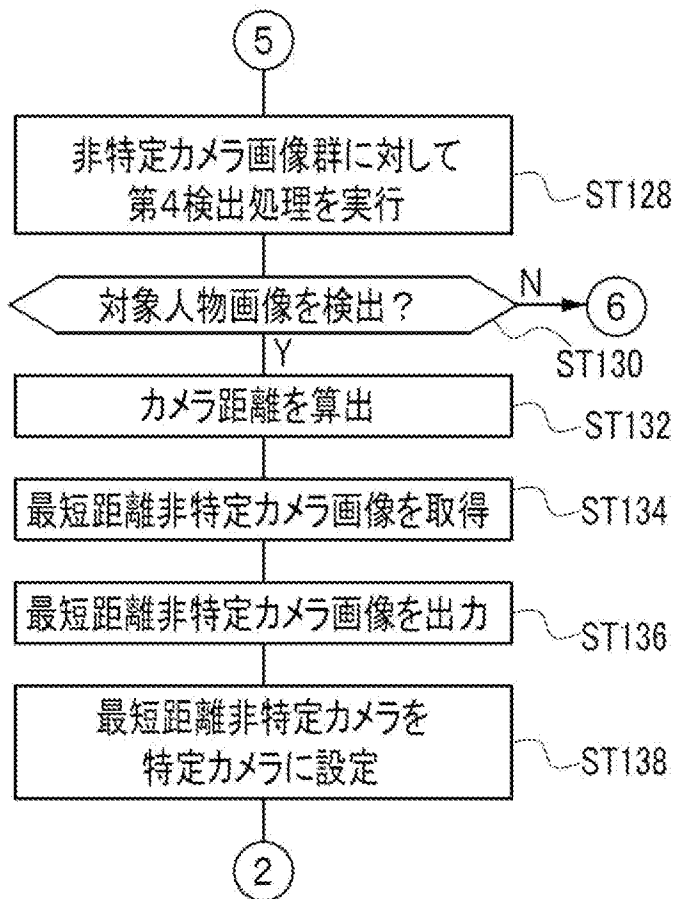 5
非特定カメラ画像群に対して
第4検出処理を実行
ST128
対象人物画像を検出?
N
6
ST130
Y
カメラ距離を算出
ST132
最短距離非特定カメラ画像を取得
ST134
最短距離非特定カメラ画像を出力
ST136
最短距離非特定カメラを
特定カメラに設定
ST138
2